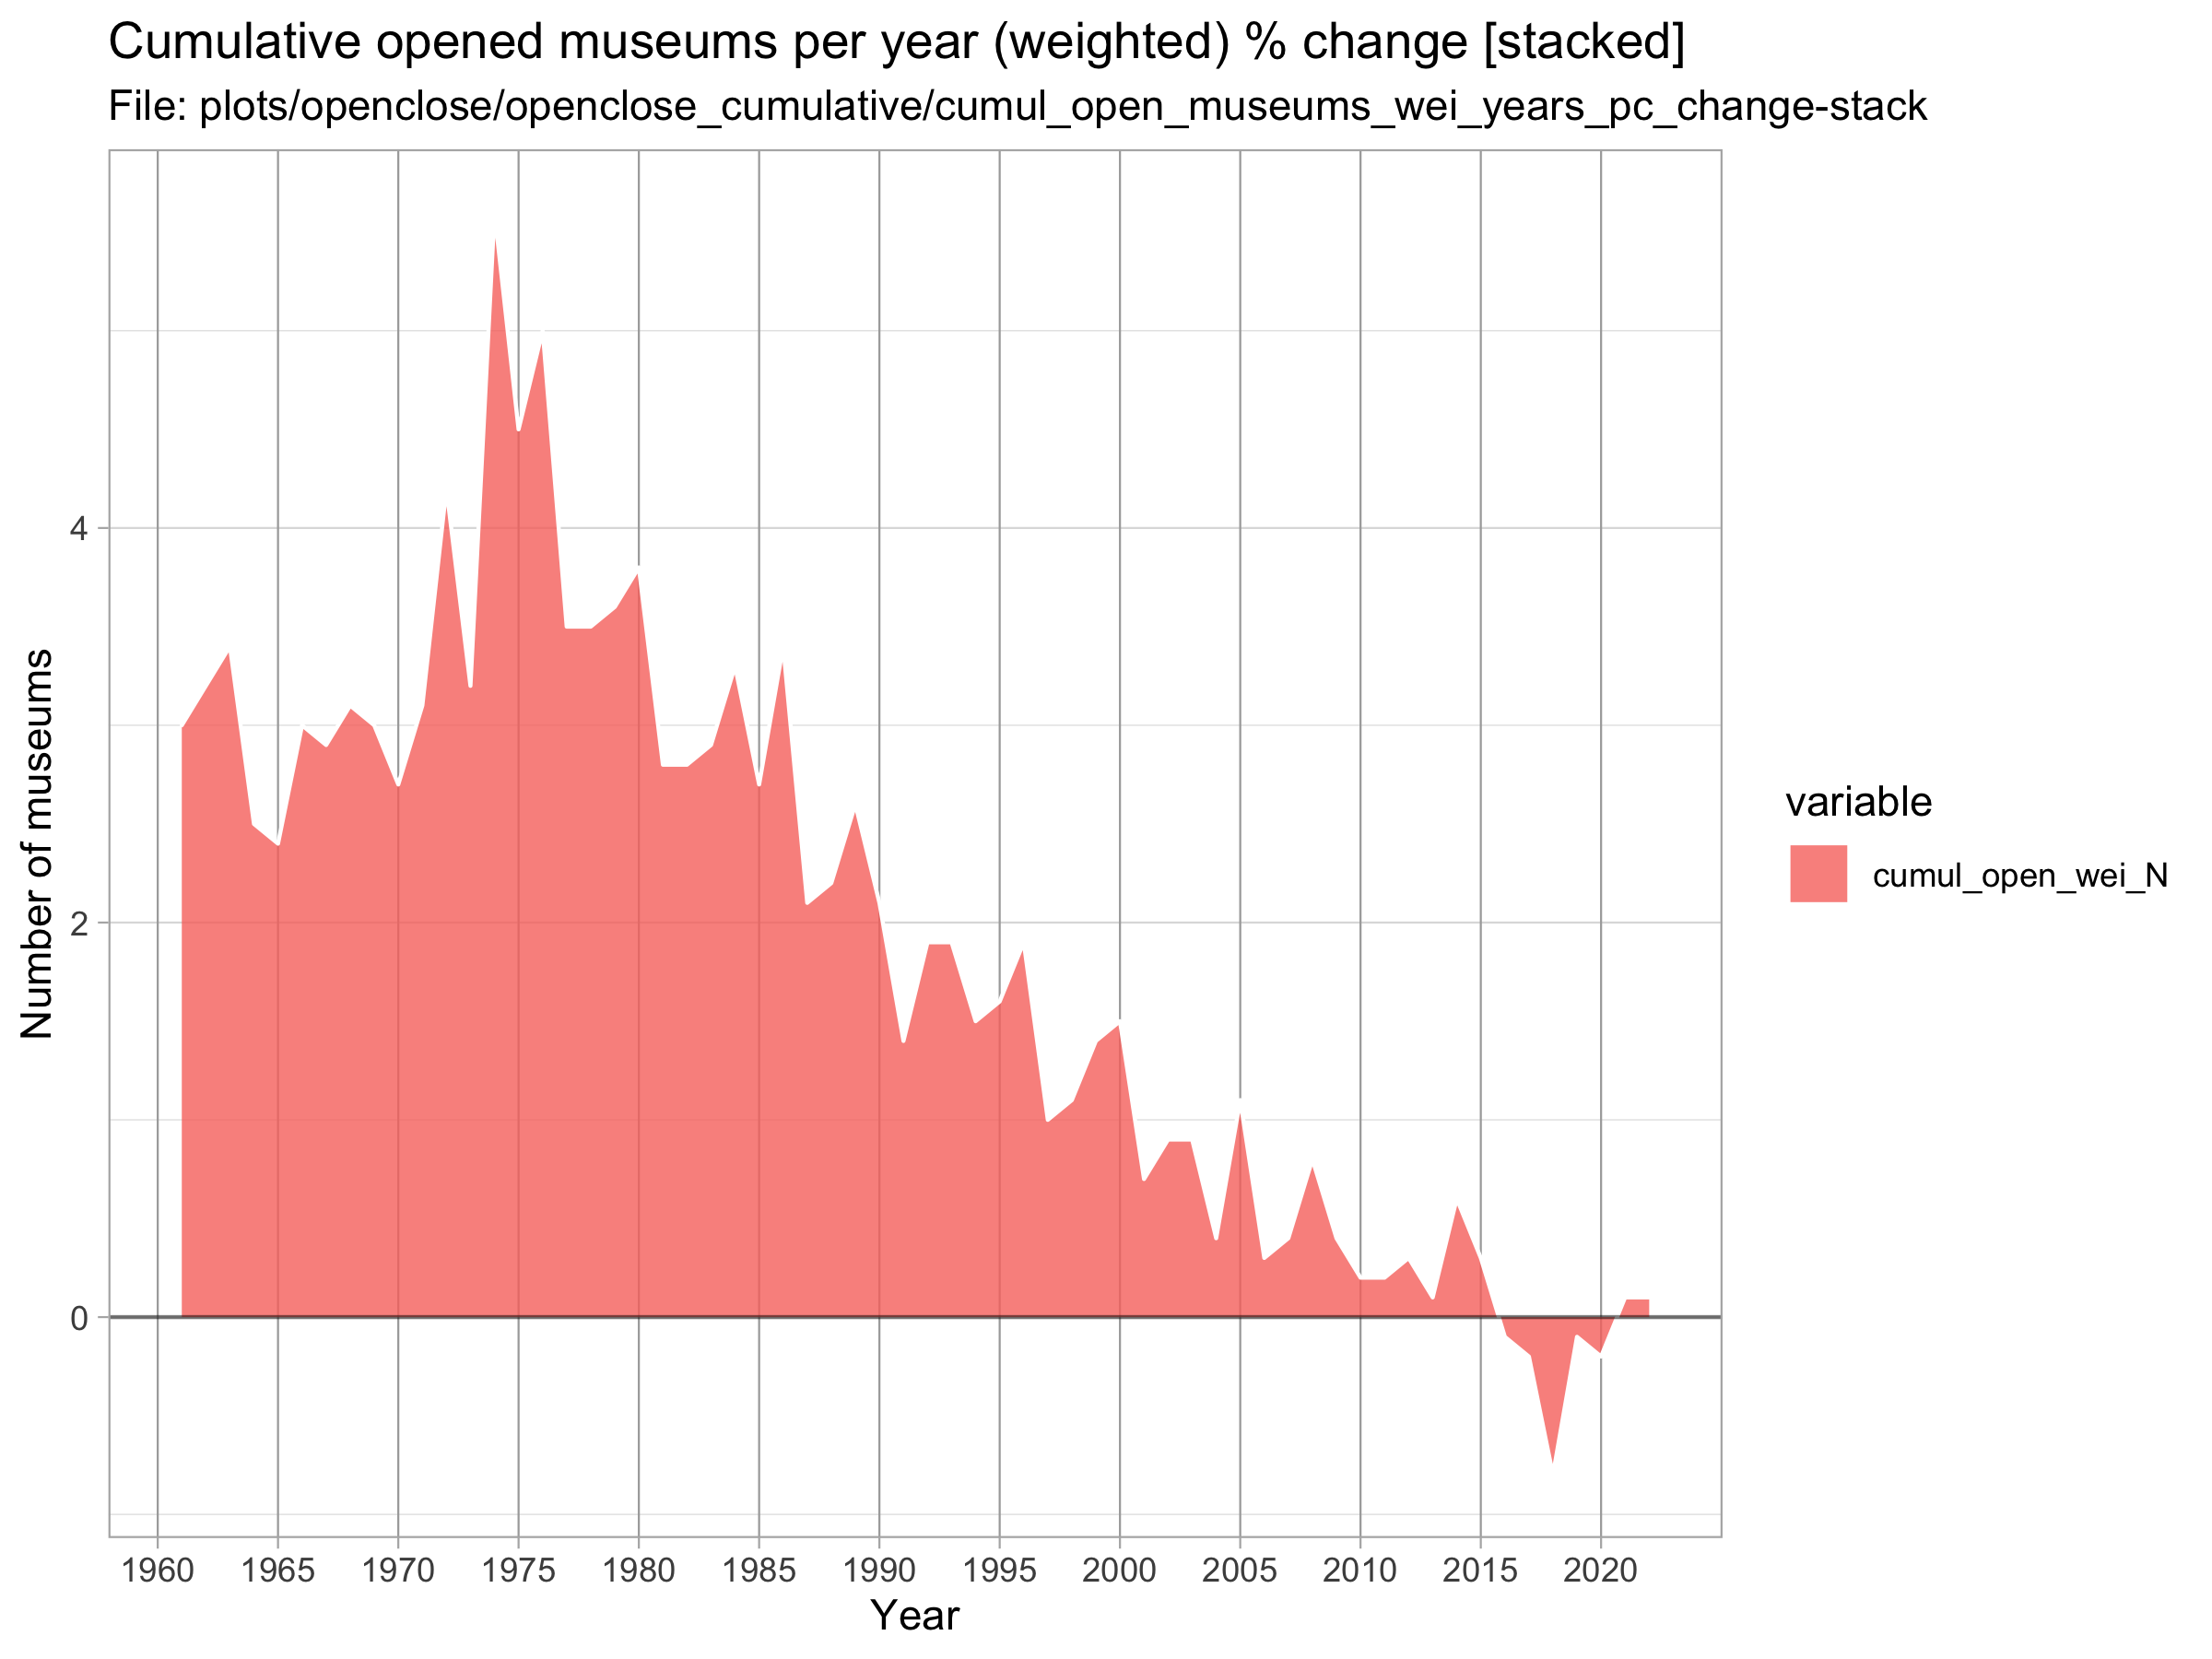 Cumulative opened museums per year (weighted) % change [stacked]
File: plots/openclose/openclose_cumulative/cumul_open_museums_wei_years_pc_change-stack
Number of museums
4
2
0
1960 1965 1970 1975 1980 1985 1990 1995 2000 2005 2010 2015 2020
Year
variable
cumul_open_wei_N